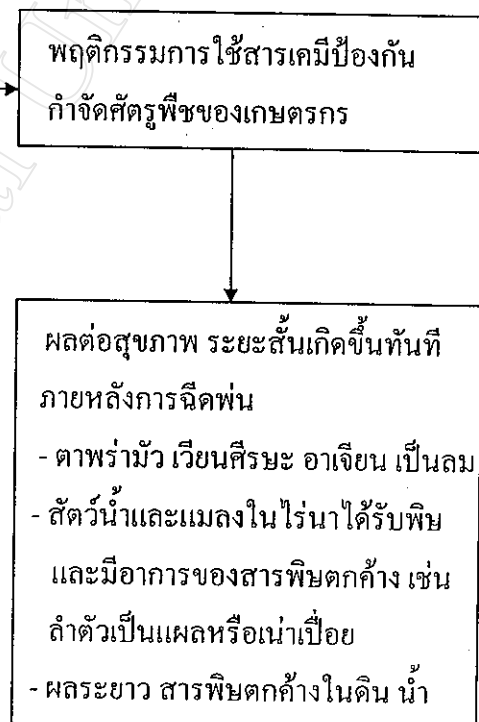 พฤติกรรมการใช้สารเคมีป้องกัน
กำจัดศัตรูพืชของเกษตรกร
ผลต่อสุขภาพ ระยะสั้นเกิดขึ้นทันที
ภายหลังการฉีดพ่น
- ตาพร่ามัว เวียนศีรษะ อาเจียน เป็นลม
- สัตว์น้ำและแมลงในไร่นาได้รับพิษ
และมีอาการของสารพิษตกค้าง เช่น
ลำตัวเป็นแผลหรือเน่าเปื่อย
- ผลระยาว สารพิษตกค้างในดิน น้ำ